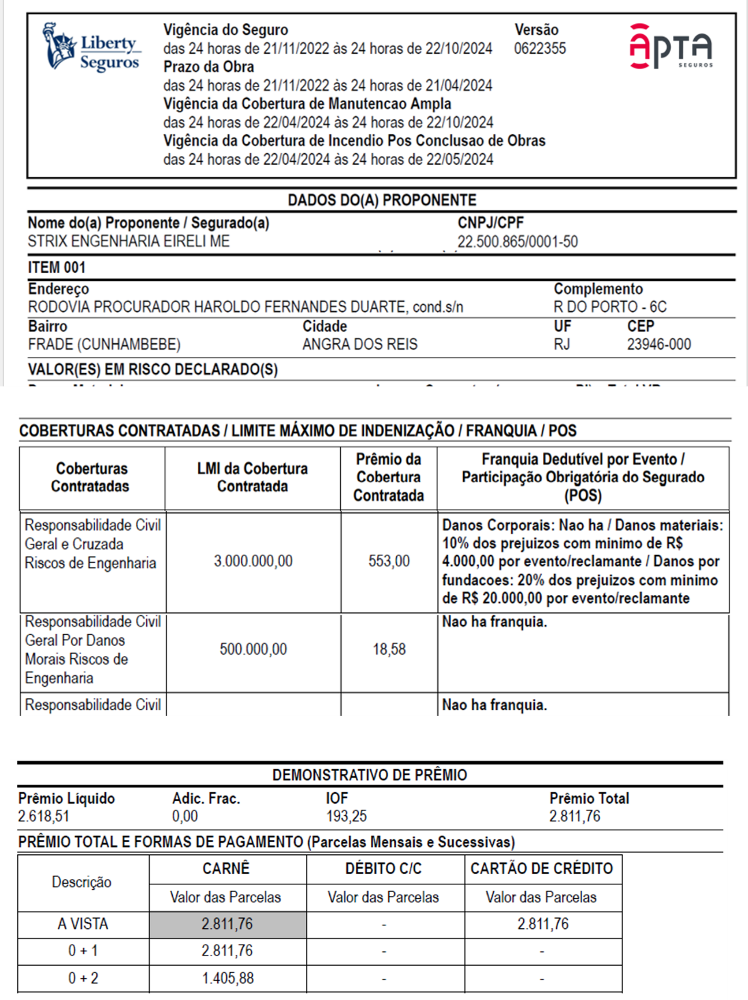 Liberty
Seguros
Vigência do Seguro
das 24 horas de 21/11/2022 às 24 horas de 22/10/2024
Prazo da Obra
das 24 horas de 21/11/2022 às 24 horas de 21/04/2024
Vigência da Cobertura de Manutencao Ampla
das 24 horas de 22/04/2024 às 24 horas de 22/10/2024
Vigência da Cobertura de Incendio Pos Conclusao de Obras
das 24 horas de 22/04/2024 às 24 horas de 22/05/2024
Versão
0622355
APTA
SEGUROS
DADOS DO(A) PROPONENTE
Nome do(a) Proponente / Segurado(a) CNPJ/CPF
STRIX ENGENHARIA EIRELI ME 22.500.865/0001-50
ITEM 001
Endereço Complemento
RODOVIA PROCURADOR HAROLDO FERNANDES DUARTE, cond.s/n R DO PORTO - 6C
Bairro Cidade UF CEP
FRADE (CUNHAMBEBE) ANGRA DOS REIS RJ 23946-000
VALOR(ES) EM RISCO DECLARADO(S)
COBERTURAS CONTRATADAS / LIMITE MÁXIMO DE INDENIZAÇÃO / FRANQUIA / POS
Coberturas
Contratadas
LMI da Cobertura
Contratada
Prêmio da
Cobertura
Contratada
Franquia Dedutível por Evento /
Participação Obrigatória do Segurado
(POS)
Responsabilidade Civil
Geral e Cruzada
Riscos de Engenharia
3.000.000,00
553,00
Danos Corporais: Nao ha / Danos materiais:
10% dos prejuizos com minimo de R$
4.000,00 por evento/reclamante / Danos por
fundacoes: 20% dos prejuizos com minimo
de R$ 20.000,00 por evento/reclamante
Responsabilidade Civil
Geral Por Danos
Morais Riscos de
Engenharia
500.000,00
18,58
Nao ha franquia.
Responsabilidade Civil
Nao ha franquia.
DEMONSTRATIVO DE PRÊMIO
Prêmio Líquido Adic. Frac. IOF Prêmio Total
2.618,51 0,00 193,25 2.811,76
PRÊMIO TOTAL E FORMAS DE PAGAMENTO (Parcelas Mensais e Sucessivas)
Descrição
CARNÊ DÉBITO C/C CARTÃO DE CRÉDITO
Valor das Parcelas Valor das Parcelas Valor das Parcelas
A VISTA 2.811,76 - 2.811,76
0 + 1 2.811,76 - -
0 + 2 1.405,88 - -